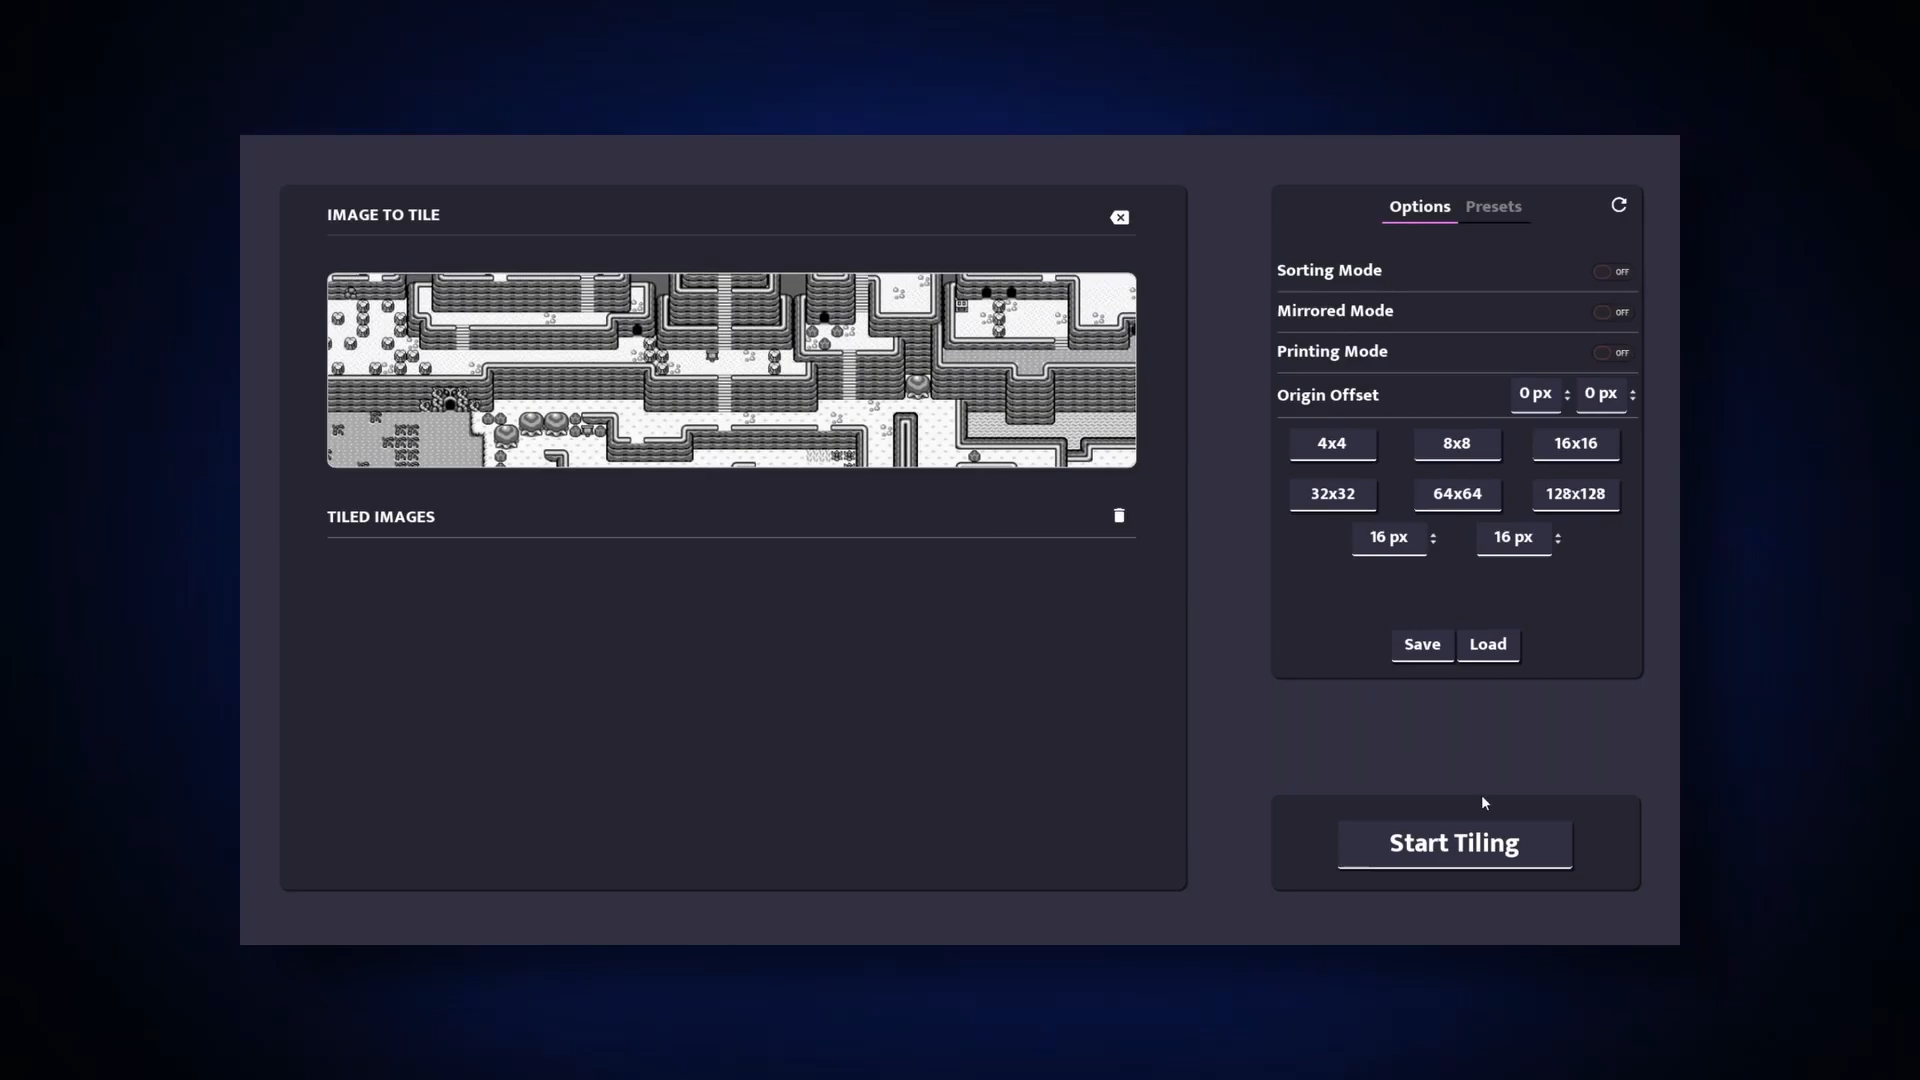 IMAGE TO TILE
TILED IMAGES
Options Presets
Sorting Mode OFF
Mirrored Mode OFF
Printing Mode OFF
Origin Offset 0 px 0 px
4x4 8x8 16x16
32x32 64x64 128x128
16 px 16 px
Save Load
Start Tiling